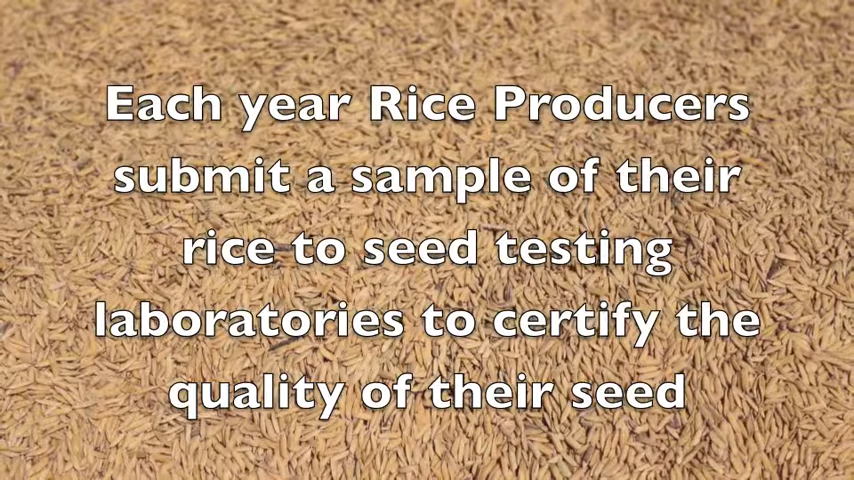 Each year Rice Producers
submit a sample of their
rice to seed testing
laboratories to certify the
quality of their seed